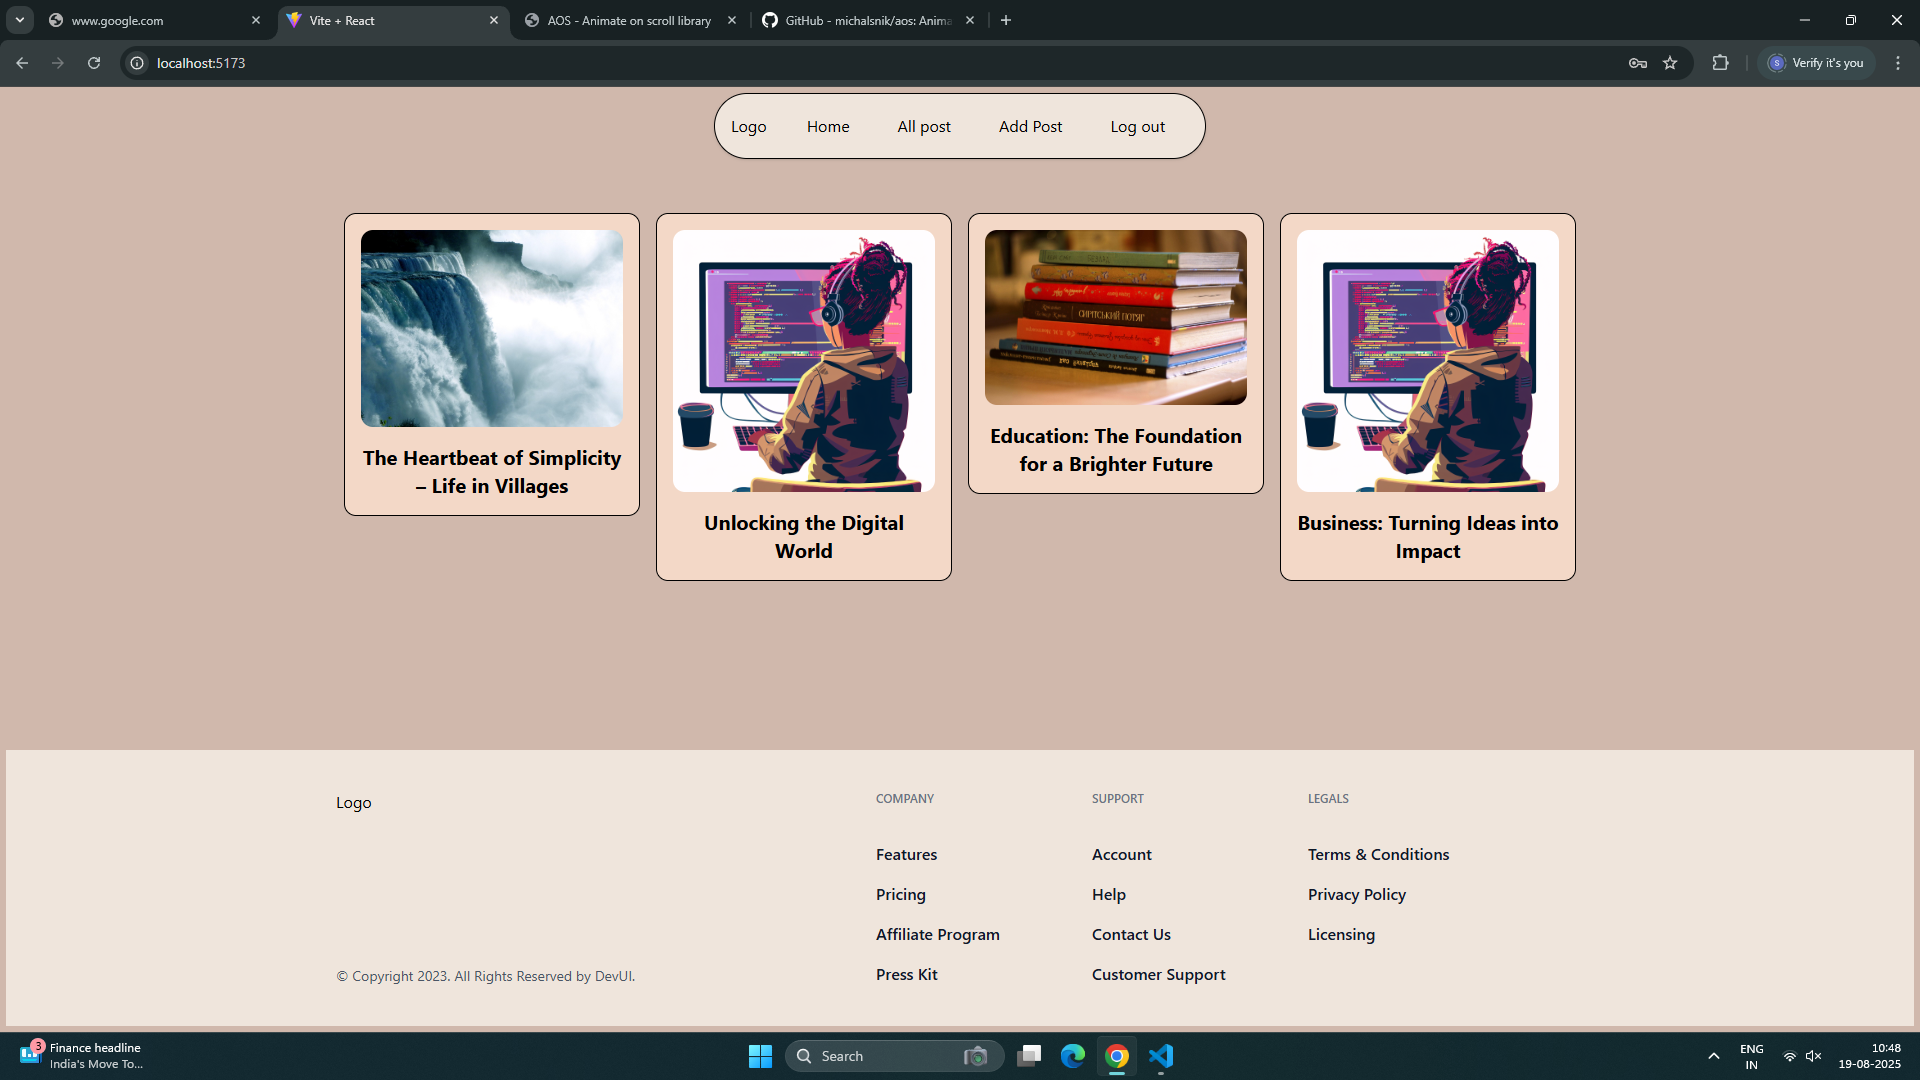 www.google.com
Vite + React
AOS - Animate on scroll library
GitHub - michalsnik/aos: Anima
localhost:5173
Verify it's you
Logo Home All post Add Post Log out
СИРІТСЬКИЙ ПОТЯГ
The Heartbeat of Simplicity
– Life in Villages
Unlocking the Digital
World
Education: The Foundation
for a Brighter Future
Business: Turning Ideas into
Impact
Logo
© Copyright 2023. All Rights Reserved by DevUI.
COMPANY
Features
Pricing
Affiliate Program
Press Kit
SUPPORT
Account
Help
Contact Us
Customer Support
LEGALS
Terms & Conditions
Privacy Policy
Licensing
3
Finance headline
India's Move To...
Search
ENG
IN
10:48
19-08-2025